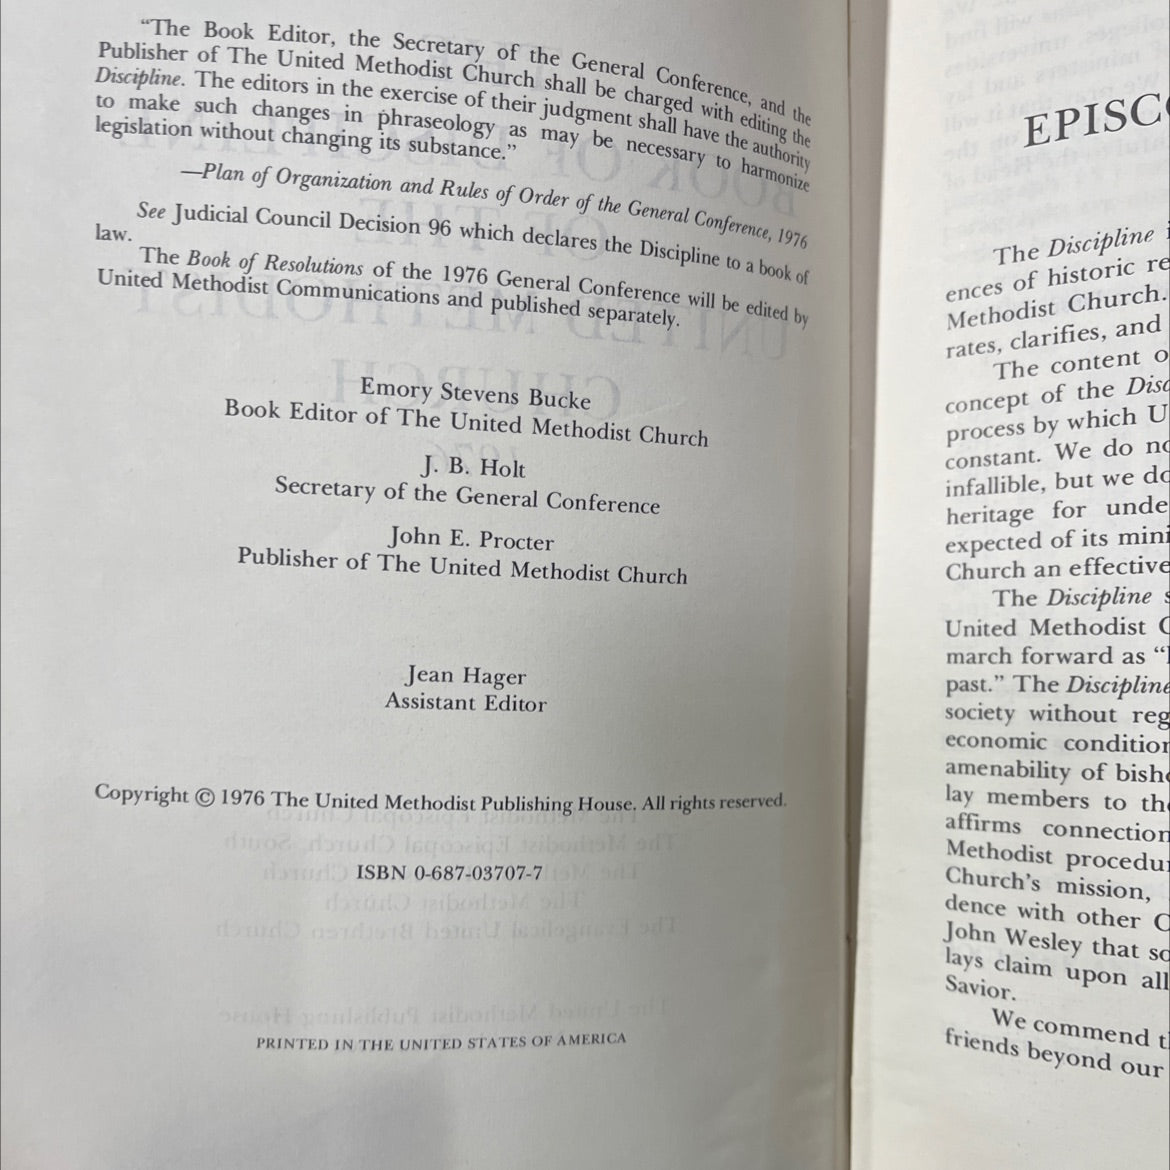 “The Book Editor, the Secretary of the General Conference, and the
Publisher of The United Methodist Church shall be charged with editing the
Discipline. The editors in the exercise of their judgment shall have the authority
to make such changes in phraseology as may be necessary to harmonize
legislation without changing its substance.”
—Plan of Organization and Rules of Order of the General Conference, 1976
See Judicial Council Decision 96 which declares the Discipline to a book of
law.
The Book of Resolutions of the 1976 General Conference will be edited by
United Methodist Communications and published separately.
Emory Stevens Bucke
Book Editor of The United Methodist Church
J. B. Holt
Secretary of the General Conference
John E. Procter
Publisher of The United Methodist Church
Jean Hager
Assistant Editor
Copyright © 1976 The United Methodist Publishing House. All rights reserved.
ISBN 0-687-03707-7
PRINTED IN THE UNITED STATES OF AMERICA
EPISC
The Discipline
ences of historic re
Methodist Church.
rates, clarifies, and
The content o
concept of the Disc
process by which U
constant. We do no
infallible, but we do
heritage for unde
expected of its mini
Church an effective
The Discipline s
United Methodist C
march forward as “
past.” The Discipline
society without reg
economic condition
amenability of bish
lay members to the
affirms connection
Methodist procedu
Church's mission,
dence with other C
John Wesley that so
lays claim upon all
Savior.
We commend t
friends beyond our